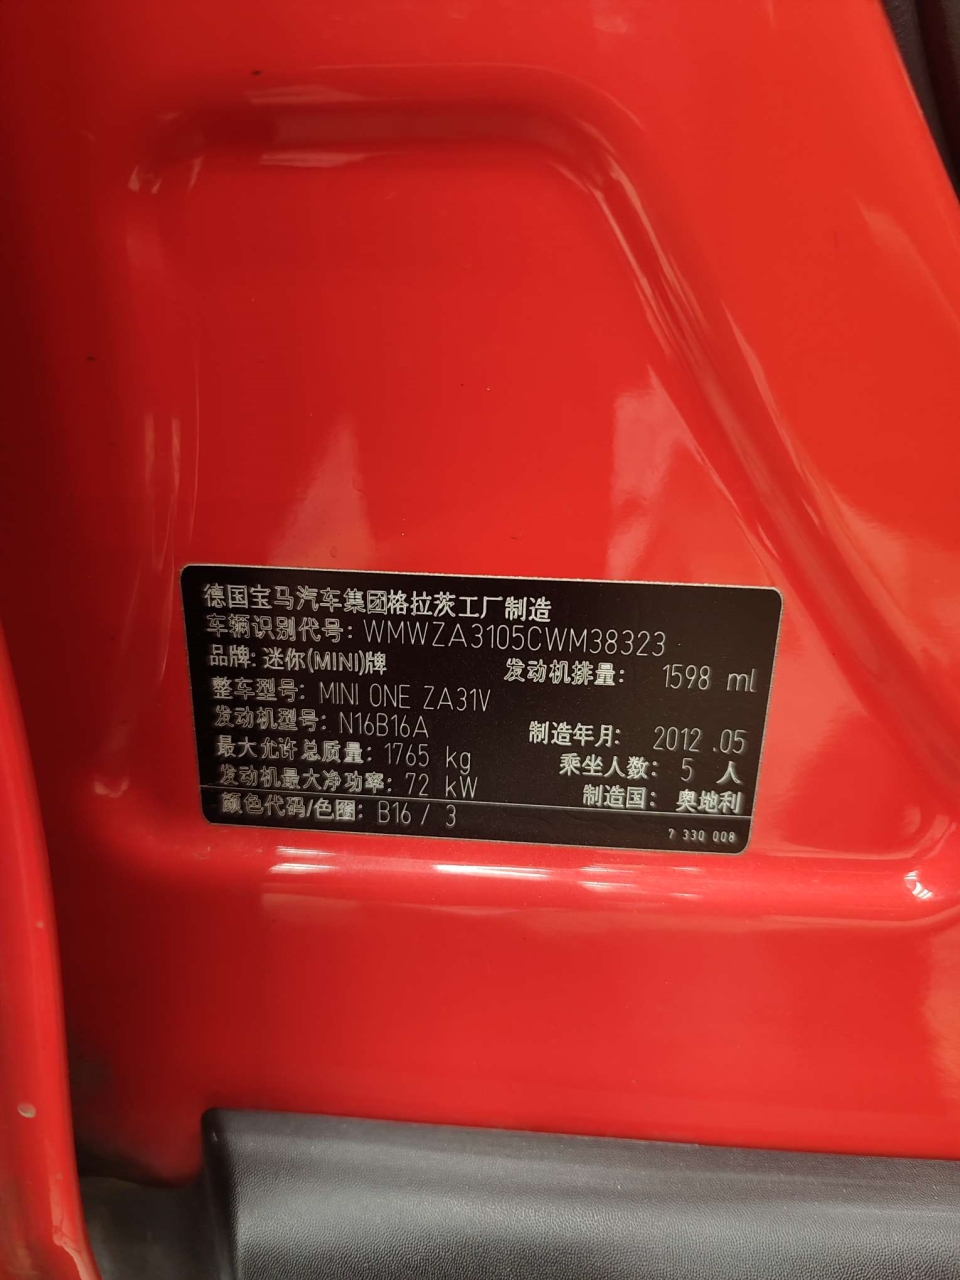 德国宝马汽车集团格拉茨工厂制造
车辆识别代号: WMWZA3105CWM38323
品牌: 迷你(MINI)牌 发动机排量: 1598 ml
整车型号: MINI ONE ZA31V
发动机型号: N16B16A 制造年月: 2012 .05
最大允许总质量: 1765 kg 乘坐人数: 5 人
发动机最大净功率: 72 kW 制造国: 奥地利
颜色代码/色圈: B16 / 3
7 330 008